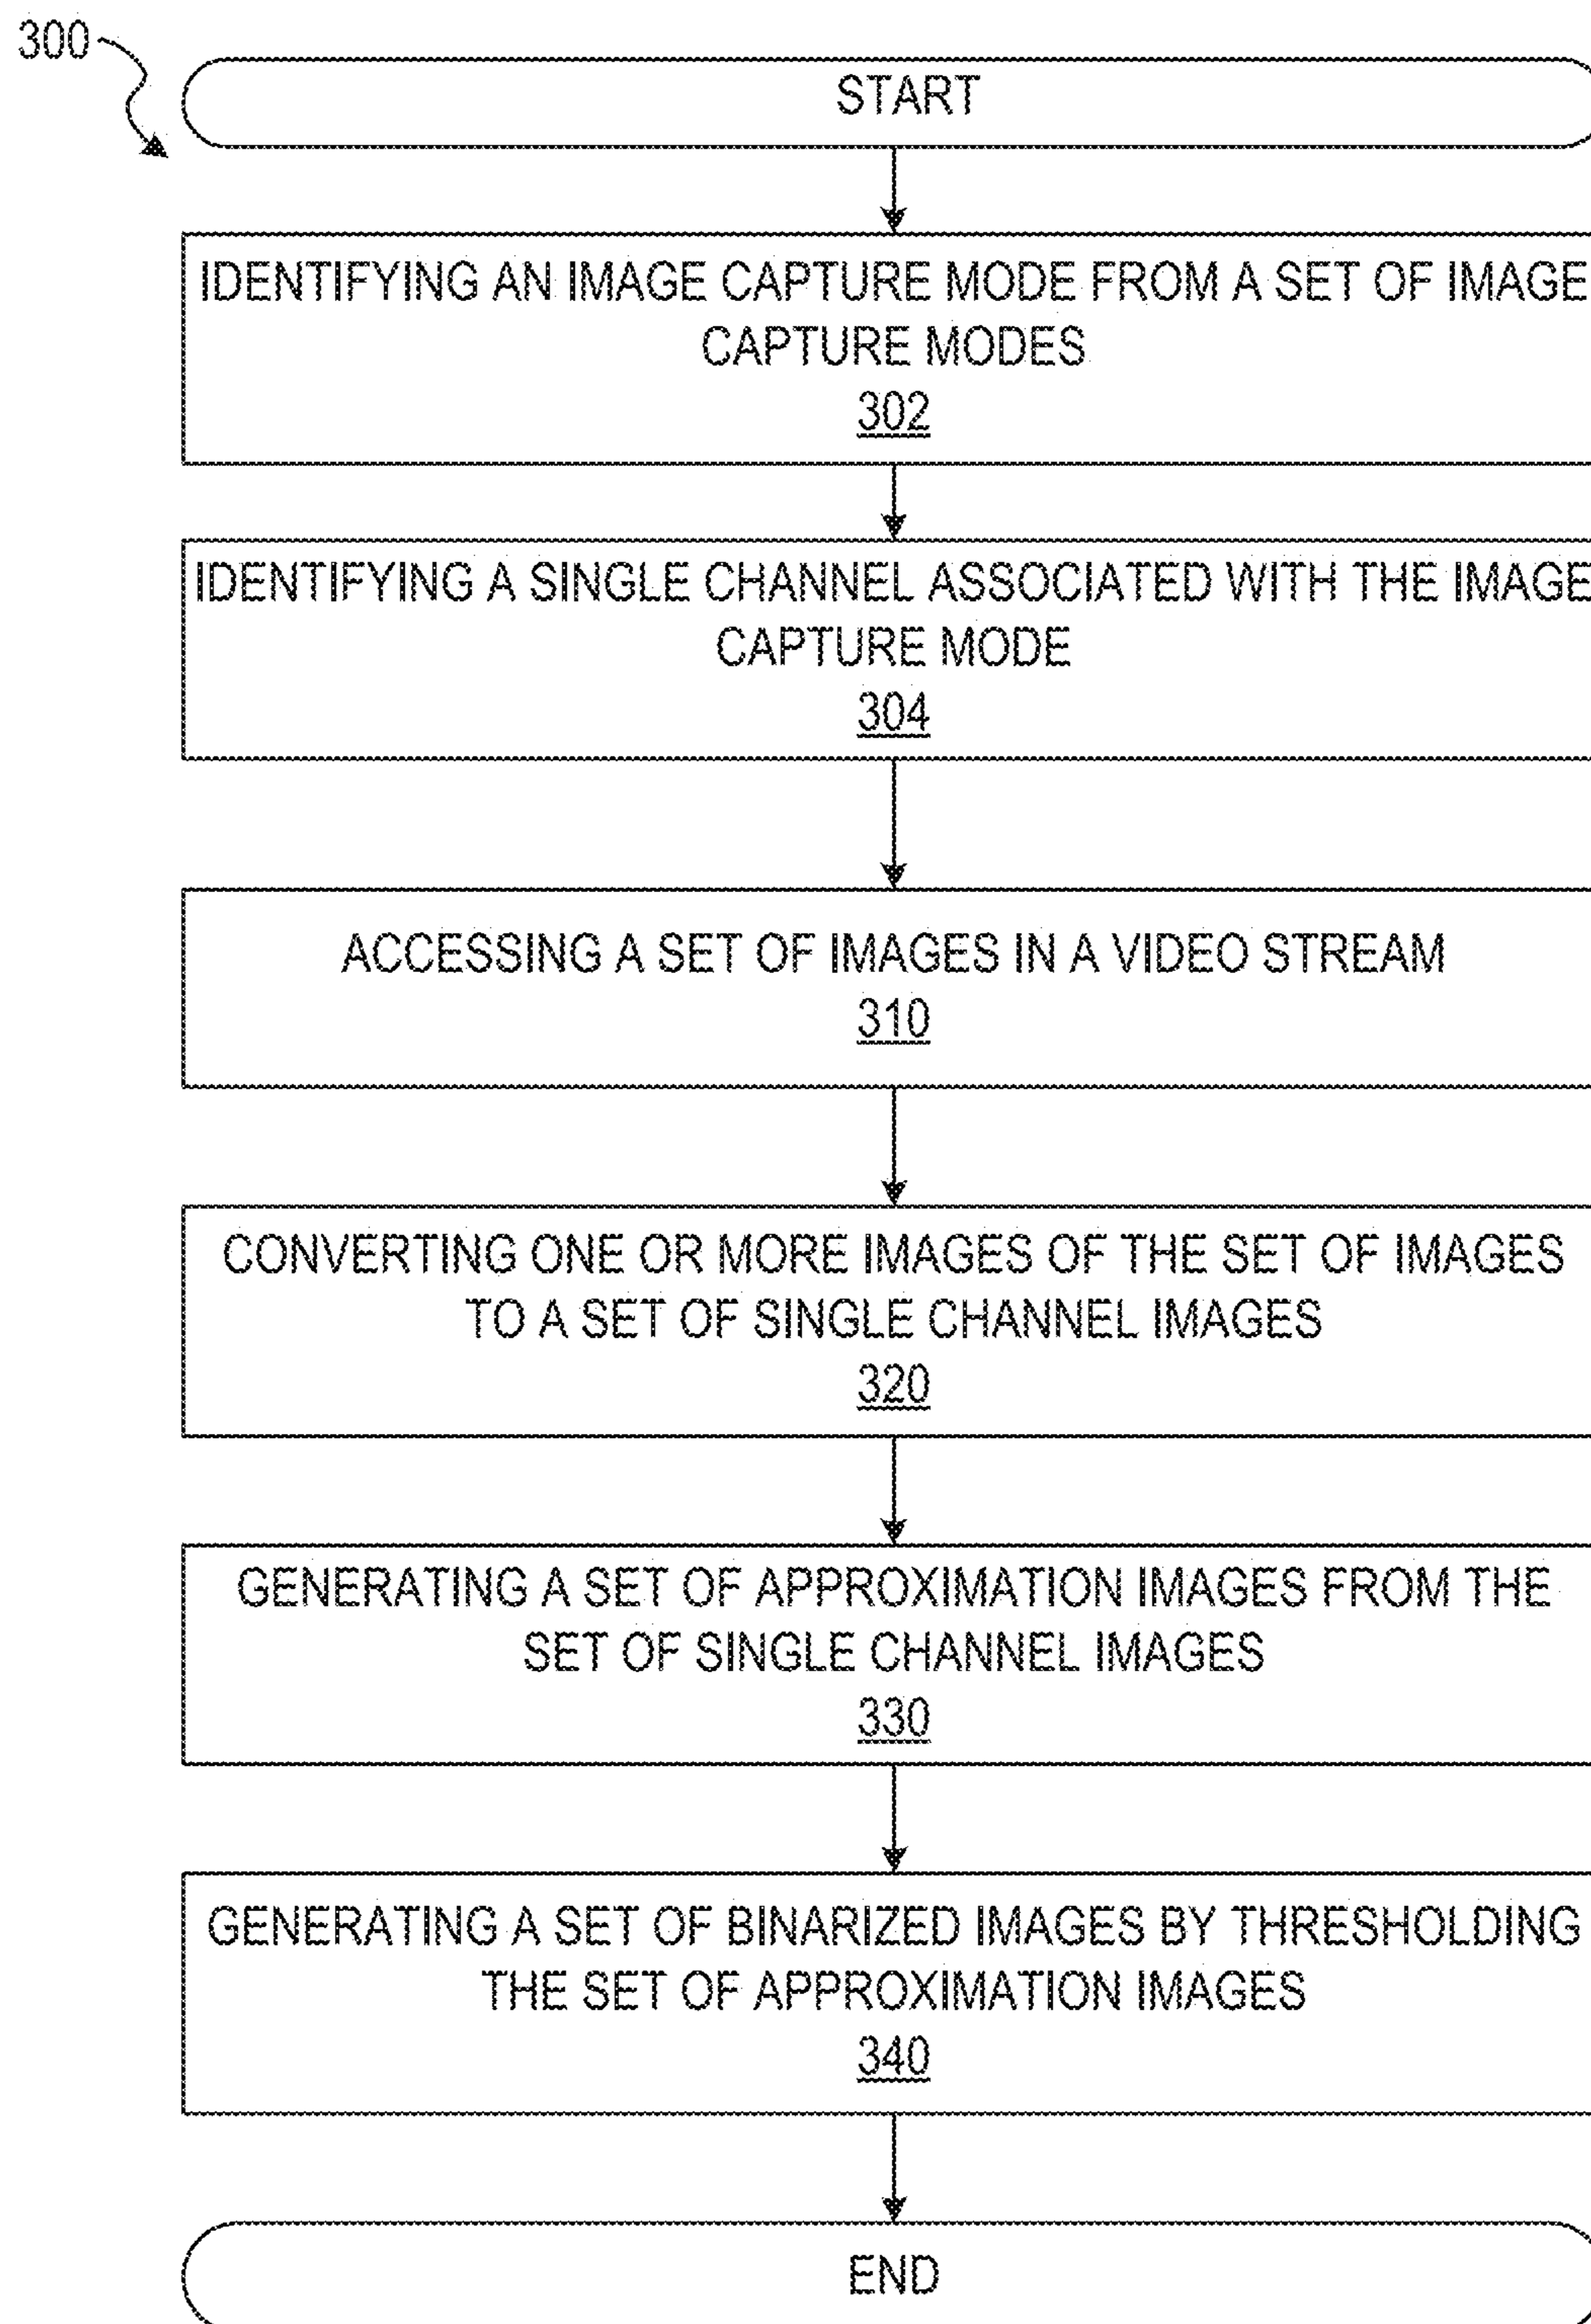 300
START
IDENTIFYING AN IMAGE CAPTURE MODE FROM A SET OF IMAGE
CAPTURE MODES
302
IDENTIFYING A SINGLE CHANNEL ASSOCIATED WITH THE IMAGE
CAPTURE MODE
304
ACCESSING A SET OF IMAGES IN A VIDEO STREAM
310
CONVERTING ONE OR MORE IMAGES OF THE SET OF IMAGES
TO A SET OF SINGLE CHANNEL IMAGES
320
GENERATING A SET OF APPROXIMATION IMAGES FROM THE
SET OF SINGLE CHANNEL IMAGES
330
GENERATING A SET OF BINARIZED IMAGES BY THRESHOLDING
THE SET OF APPROXIMATION IMAGES
340
END